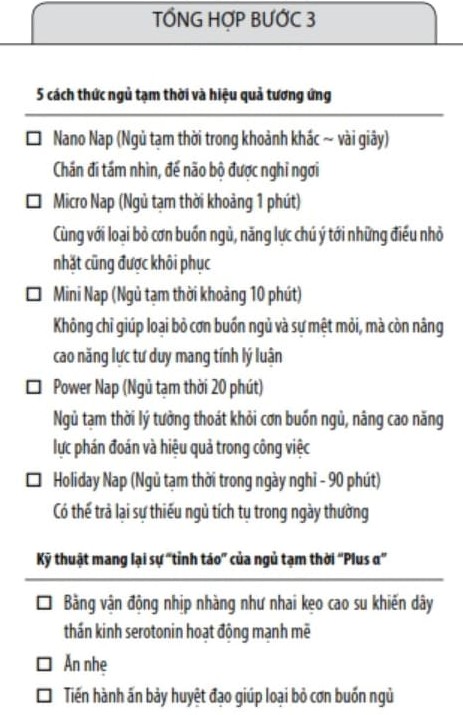 TỔNG HỢP BƯỚC 3
5 cách thức ngủ tạm thời và hiệu quả tương ứng
Nano Nap (Ngủ tạm thời trong khoảnh khắc ~ vài giây)
Chắn đi tầm nhìn, để não bộ được nghỉ ngơi
Micro Nap (Ngủ tạm thời khoảng 1 phút)
Cùng với loại bỏ cơn buồn ngủ, năng lực chú ý tới những điều nhỏ
nhặt cũng được khôi phục
Mini Nap (Ngủ tạm thời khoảng 10 phút)
Không chỉ giúp loại bỏ cơn buồn ngủ và sự mệt mỏi, mà còn nâng
cao năng lực tư duy mang tính lý luận
Power Nap (Ngủ tạm thời 20 phút)
Ngủ tạm thời lý tưởng thoát khỏi cơn buồn ngủ, nâng cao năng
lực phán đoán và hiệu quả trong công việc
Holiday Nap (Ngủ tạm thời trong ngày nghỉ - 90 phút)
Có thể trả lại sự thiếu ngủ tích tụ trong ngày thường
Kỹ thuật mang lại sự “tỉnh táo” của ngủ tạm thời “Plus α”
Bằng vận động nhịp nhàng như nhai kẹo cao su khiến dây
thần kinh serotonin hoạt động mạnh mẽ
Ăn nhẹ
Tiến hành ấn bảy huyệt đạo giúp loại bỏ cơn buồn ngủ